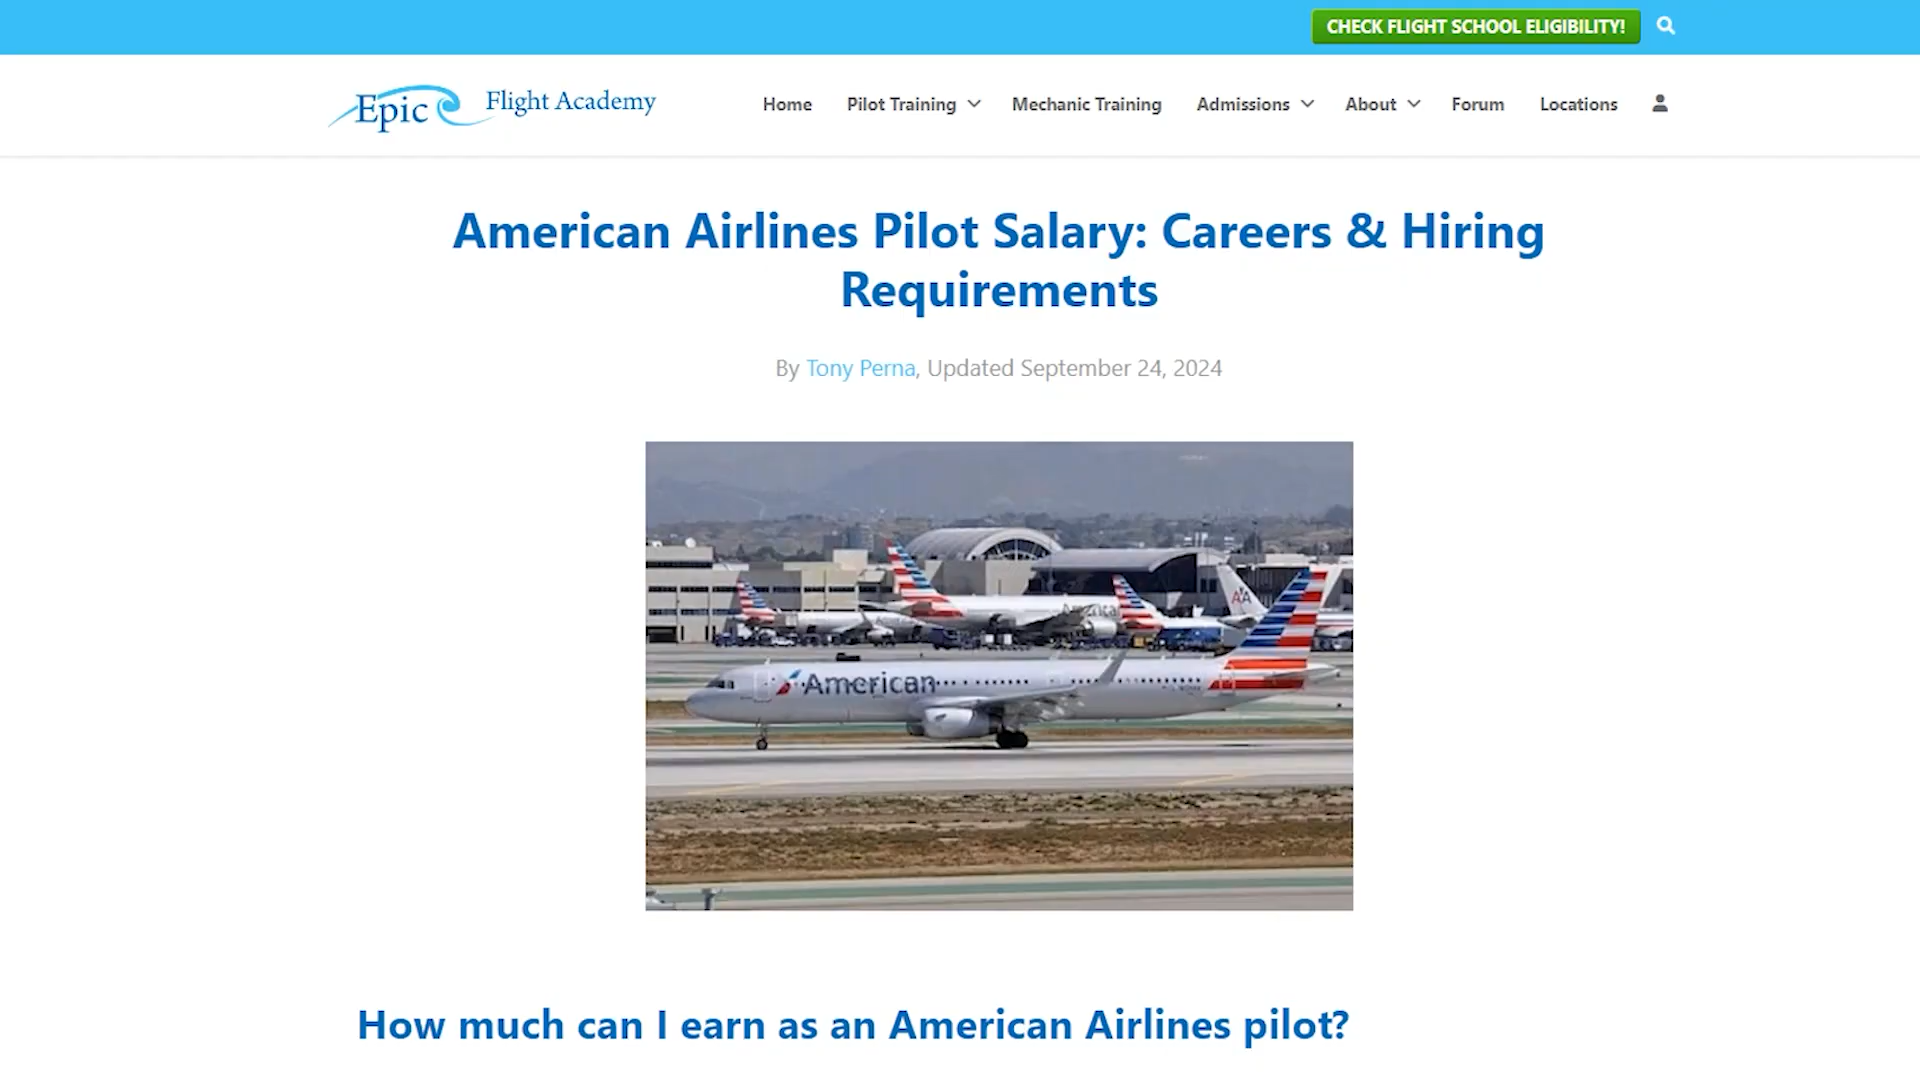 CHECK FLIGHT SCHOOL ELIGIBILITY!
Epic Flight Academy
Home Pilot Training Mechanic Training Admissions About Forum Locations
American Airlines Pilot Salary: Careers & Hiring
Requirements
By Tony Perna, Updated September 24, 2024
American
AA
American
How much can I earn as an American Airlines pilot?